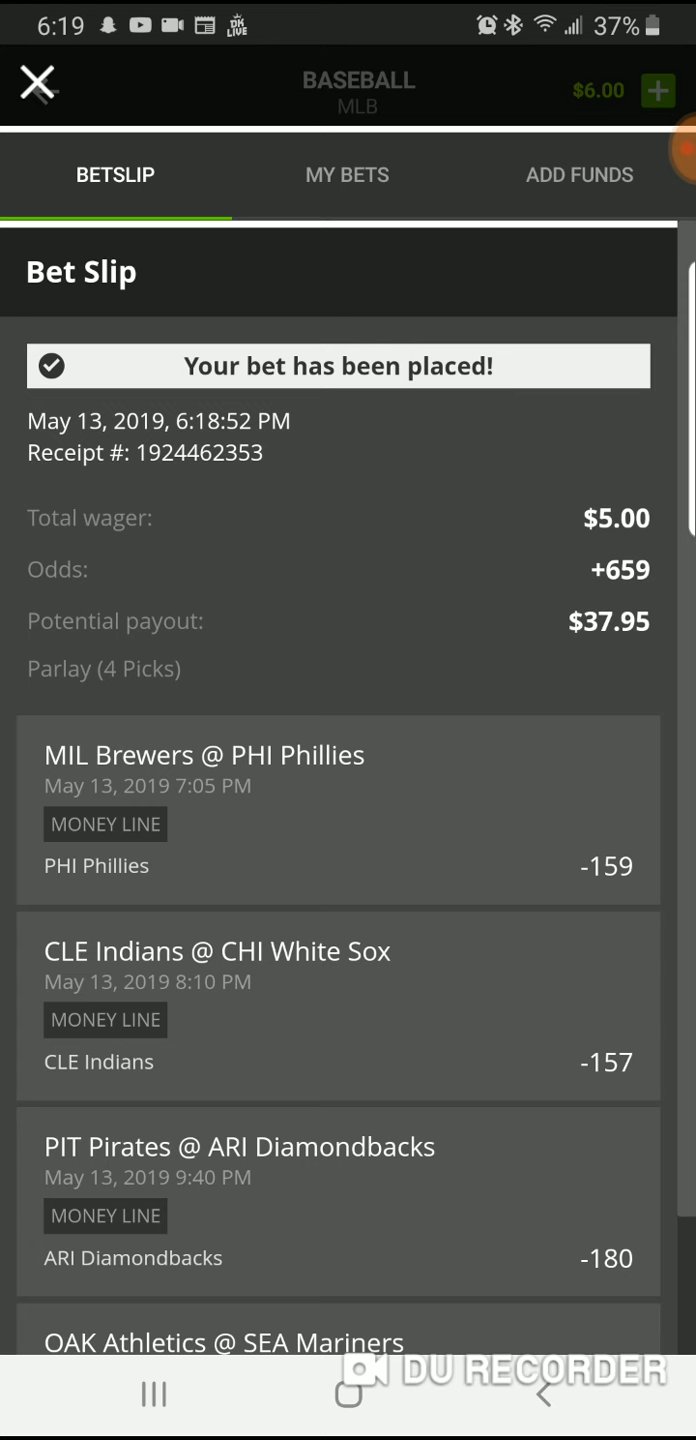 6:19 DK LIVE 37%
BASEBALL
MLB
$6.00 +
BETSLIP MY BETS ADD FUNDS
Bet Slip
Your bet has been placed!
May 13, 2019, 6:18:52 PM
Receipt #: 1924462353
Total wager: $5.00
Odds: +659
Potential payout: $37.95
Parlay (4 Picks)
MIL Brewers @ PHI Phillies
May 13, 2019 7:05 PM
MONEY LINE
PHI Phillies -159
CLE Indians @ CHI White Sox
May 13, 2019 8:10 PM
MONEY LINE
CLE Indians -157
PIT Pirates @ ARI Diamondbacks
May 13, 2019 9:40 PM
MONEY LINE
ARI Diamondbacks -180
OAK Athletics @ SEA Mariners
DU RECORDER